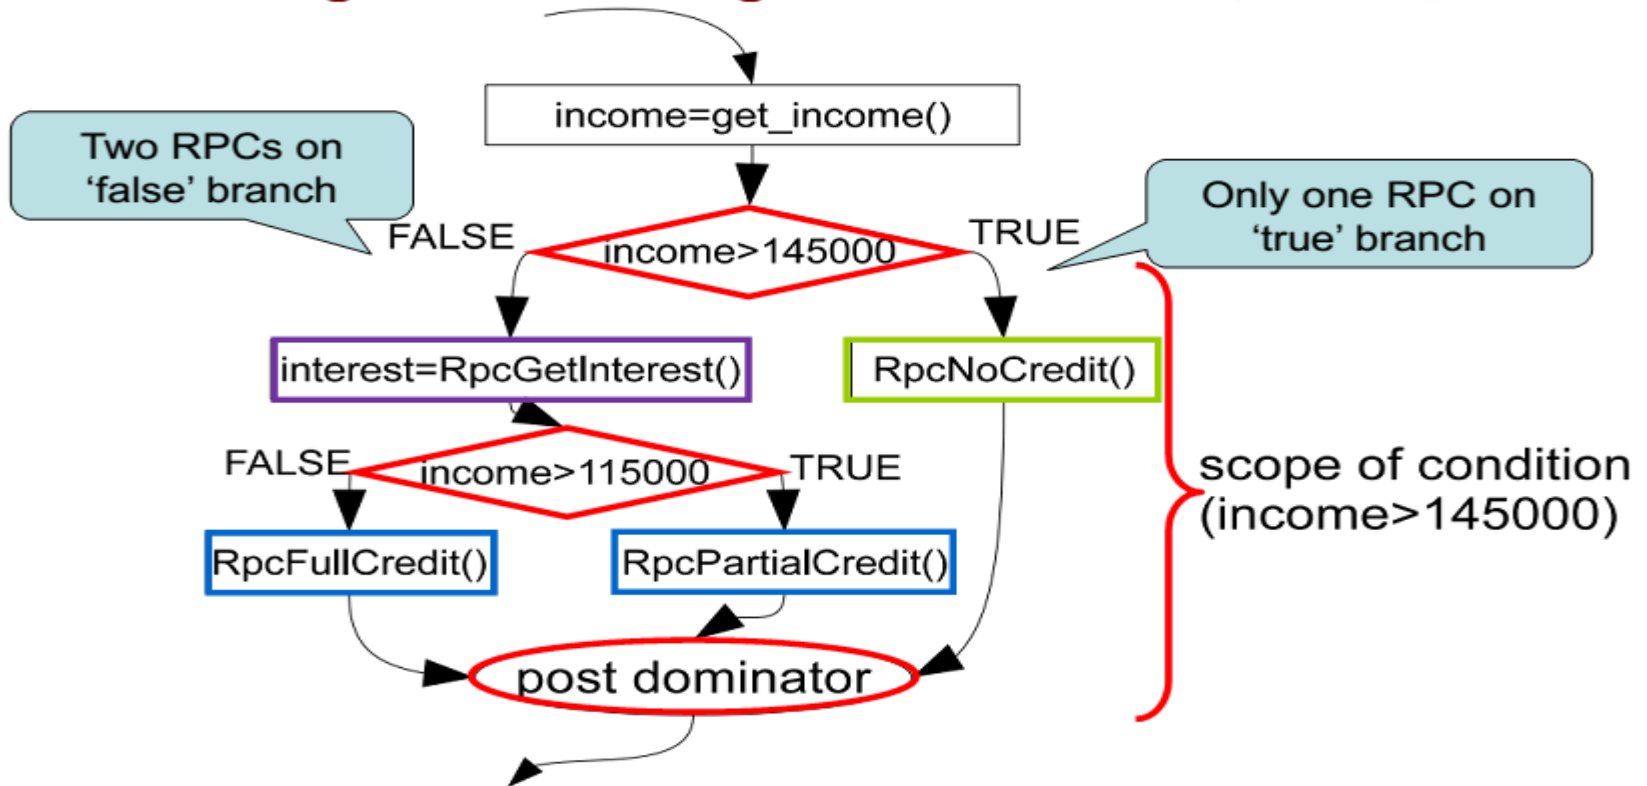 income=get_income()
Two RPCs on
‘false’ branch
Only one RPC on
‘true’ branch
FALSE
income>145000
TRUE
interest=RpcGetInterest()
RpcNoCredit()
FALSE
income>115000
TRUE
scope of condition
(income>145000)
RpcFullCredit()
RpcPartialCredit()
post dominator